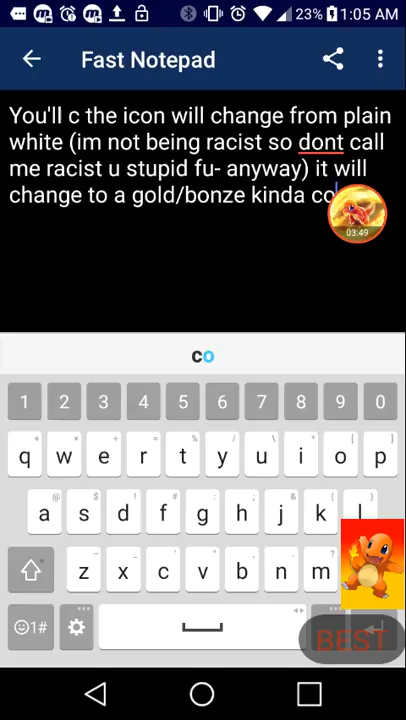 23% 1:05 AM
Fast Notepad
You'll c the icon will change from plain
white (im not being racist so dont call
me racist u stupid fu- anyway) it will
change to a gold/bonze kinda co
03:49
co
1 2 3 4 5 6 7 8 9 0
q w e r t y u i o p
a s d f g h j k l
z x c v b n m
1#
BEST